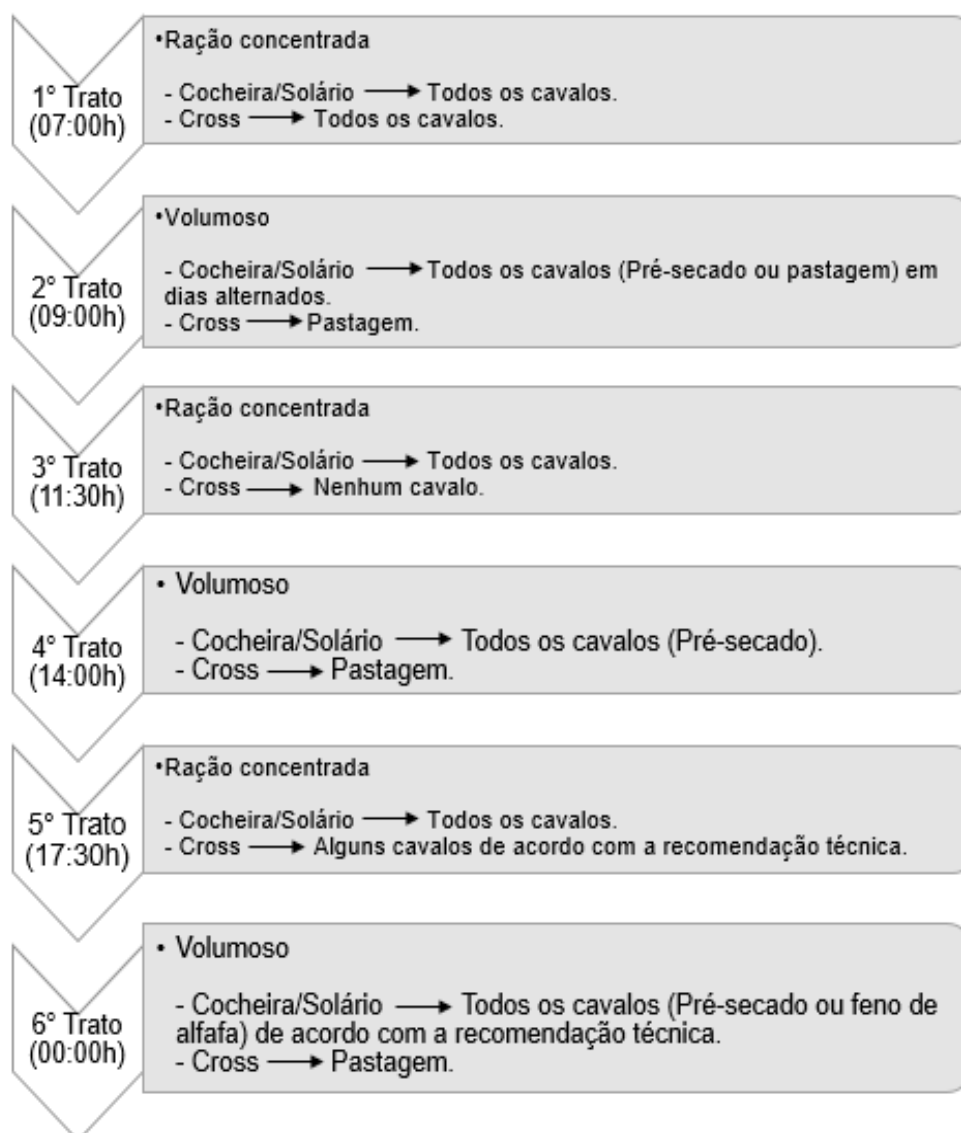 1° Trato
(07:00h)
•Ração concentrada
- Cocheira/Solário ⟶ Todos os cavalos.
- Cross ⟶ Todos os cavalos.
2° Trato
(09:00h)
•Volumoso
- Cocheira/Solário ⟶ Todos os cavalos (Pré-secado ou pastagem) em
dias alternados.
- Cross ⟶ Pastagem.
3° Trato
(11:30h)
•Ração concentrada
- Cocheira/Solário ⟶ Todos os cavalos.
- Cross ⟶ Nenhum cavalo.
4° Trato
(14:00h)
• Volumoso
- Cocheira/Solário ⟶ Todos os cavalos (Pré-secado).
- Cross ⟶ Pastagem.
5° Trato
(17:30h)
•Ração concentrada
- Cocheira/Solário ⟶ Todos os cavalos.
- Cross ⟶ Alguns cavalos de acordo com a recomendação técnica.
6° Trato
(00:00h)
• Volumoso
- Cocheira/Solário ⟶ Todos os cavalos (Pré-secado ou feno de
alfafa) de acordo com a recomendação técnica.
- Cross ⟶ Pastagem.